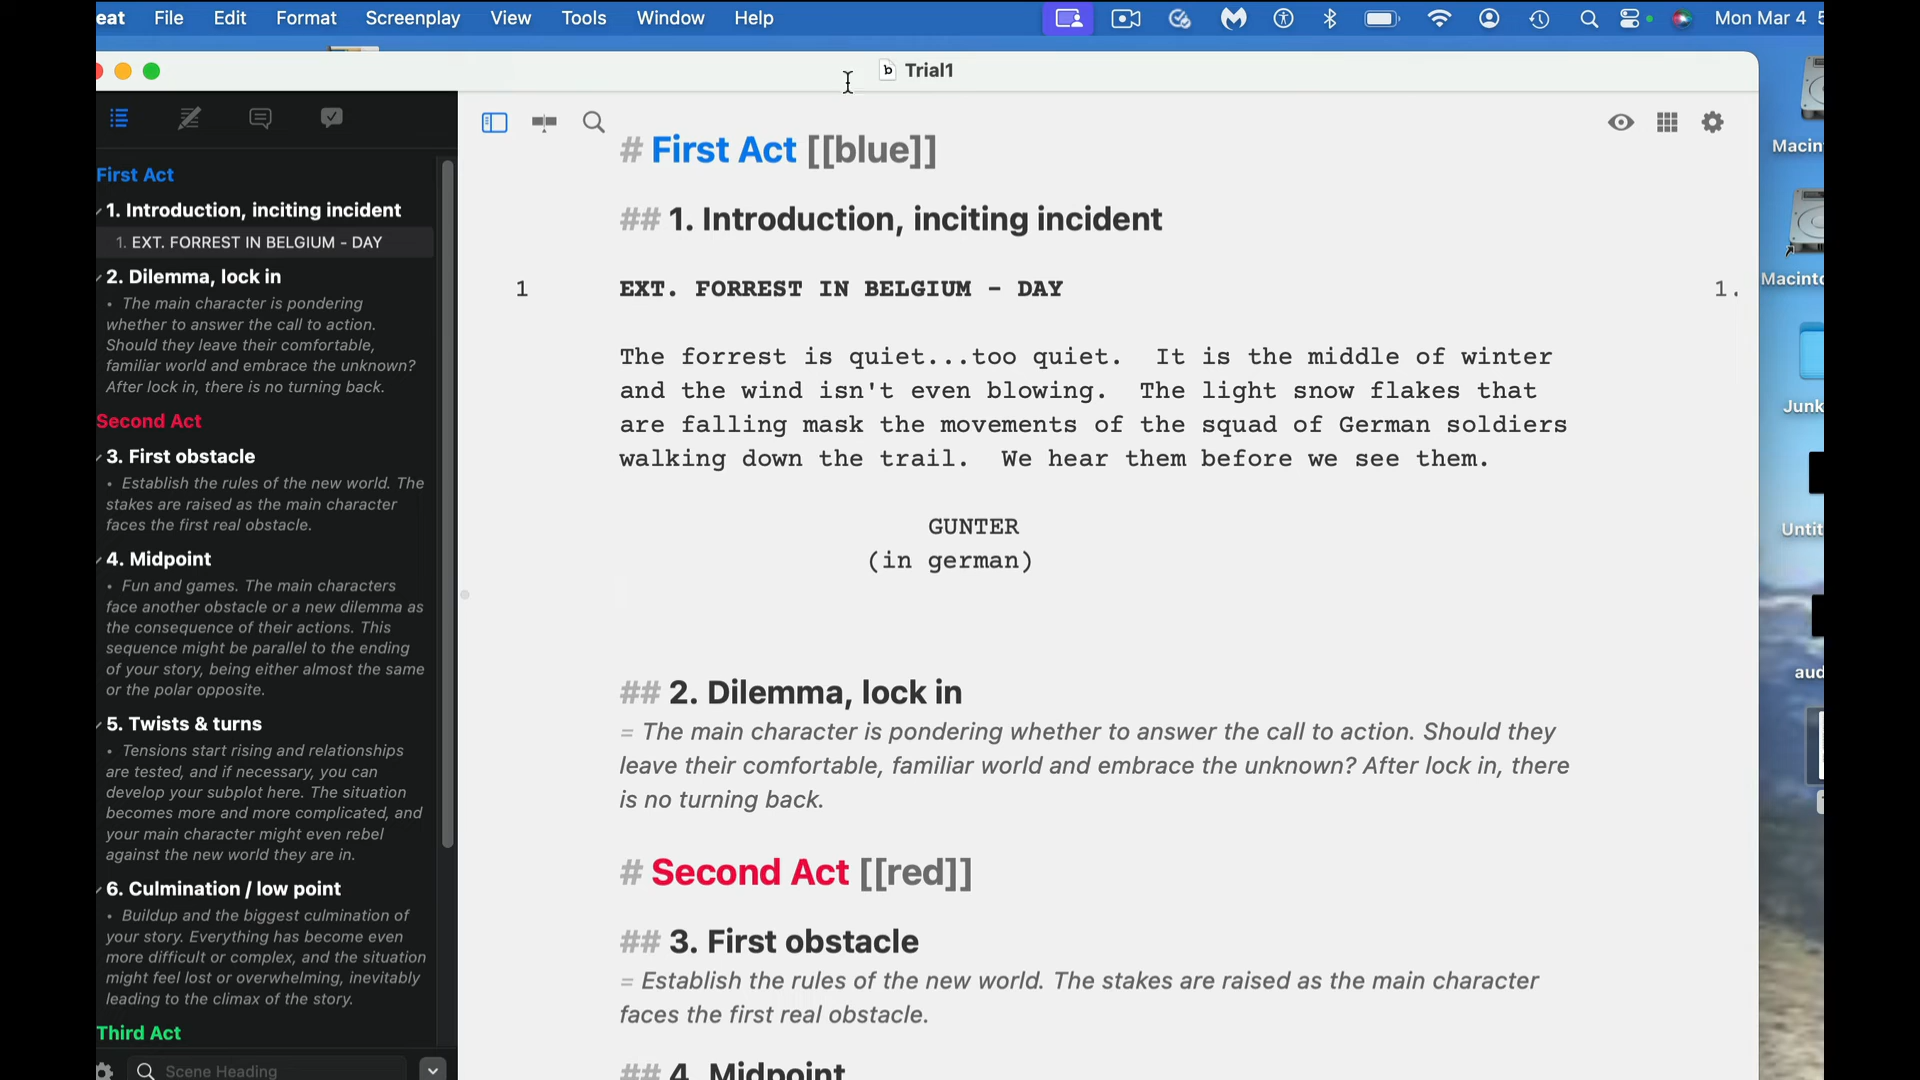 eat File Edit Format Screenplay View Tools Window Help Mon Mar 4
Trial1
First Act
1. Introduction, inciting incident
1. EXT. FORREST IN BELGIUM - DAY
2. Dilemma, lock in
• The main character is pondering
whether to answer the call to action.
Should they leave their comfortable,
familiar world and embrace the unknown?
After lock in, there is no turning back.
Second Act
3. First obstacle
• Establish the rules of the new world. The
stakes are raised as the main character
faces the first real obstacle.
4. Midpoint
• Fun and games. The main characters
face another obstacle or a new dilemma as
the consequence of their actions. This
sequence might be parallel to the ending
of your story, being either almost the same
or the polar opposite.
5. Twists & turns
• Tensions start rising and relationships
are tested, and if necessary, you can
develop your subplot here. The situation
becomes more and more complicated, and
your main character might even rebel
against the new world they are in.
6. Culmination / low point
• Buildup and the biggest culmination of
your story. Everything has become even
more difficult or complex, and the situation
might feel lost or overwhelming, inevitably
leading to the climax of the story.
Third Act
Scene Heading
# First Act [[blue]]
## 1. Introduction, inciting incident
1 EXT. FORREST IN BELGIUM - DAY 1.
The forrest is quiet...too quiet. It is the middle of winter
and the wind isn't even blowing. The light snow flakes that
are falling mask the movements of the squad of German soldiers
walking down the trail. We hear them before we see them.
GUNTER
(in german)
## 2. Dilemma, lock in
= The main character is pondering whether to answer the call to action. Should they
leave their comfortable, familiar world and embrace the unknown? After lock in, there
is no turning back.
# Second Act [[red]]
## 3. First obstacle
= Establish the rules of the new world. The stakes are raised as the main character
faces the first real obstacle.
## 4. Midpoint
Macin
Macinto
Junk
Untit
aud